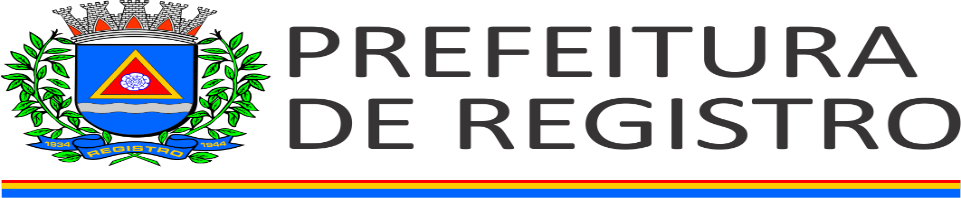 PREFEITURA
DE REGISTRO
1934 REGISTRO 1944